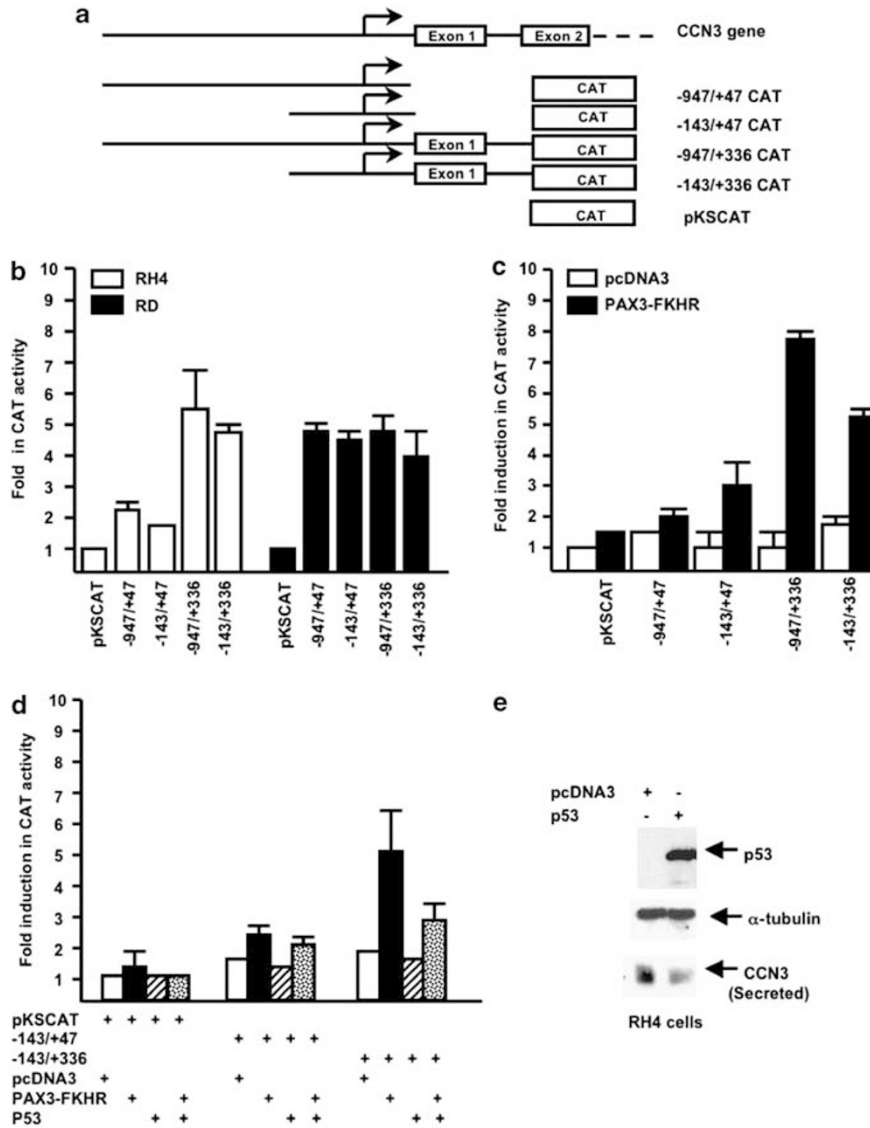 a
Exon 1 Exon 2 CCN3 gene
CAT -947/+47 CAT
CAT -143/+47 CAT
Exon 1 CAT -947/+336 CAT
Exon 1 CAT -143/+336 CAT
CAT pKSCAT
b
10
9
8
7
6
5
4
3
2
1
Fold in CAT activity
RH4
RD
pKSCAT -947/+47 -143/+47 -947/+336 -143/+336
pKSCAT -947/+47 -143/+47 -947/+336 -143/+336
c
10
9
8
7
6
5
4
3
2
1
Fold induction in CAT activity
pcDNA3
PAX3-FKHR
pKSCAT -947/+47 -143/+47 -947/+336 -143/+336
d
10
9
8
7
6
5
4
3
2
1
Fold induction in CAT activity
pKSCAT + + + +
-143/+47 + + + +
-143/+336 + + + +
pcDNA3 + + +
PAX3-FKHR + + + + + +
P53 + + + + + +
e
pcDNA3 + -
p53 - +
p53
α-tubulin
CCN3
(Secreted)
RH4 cells